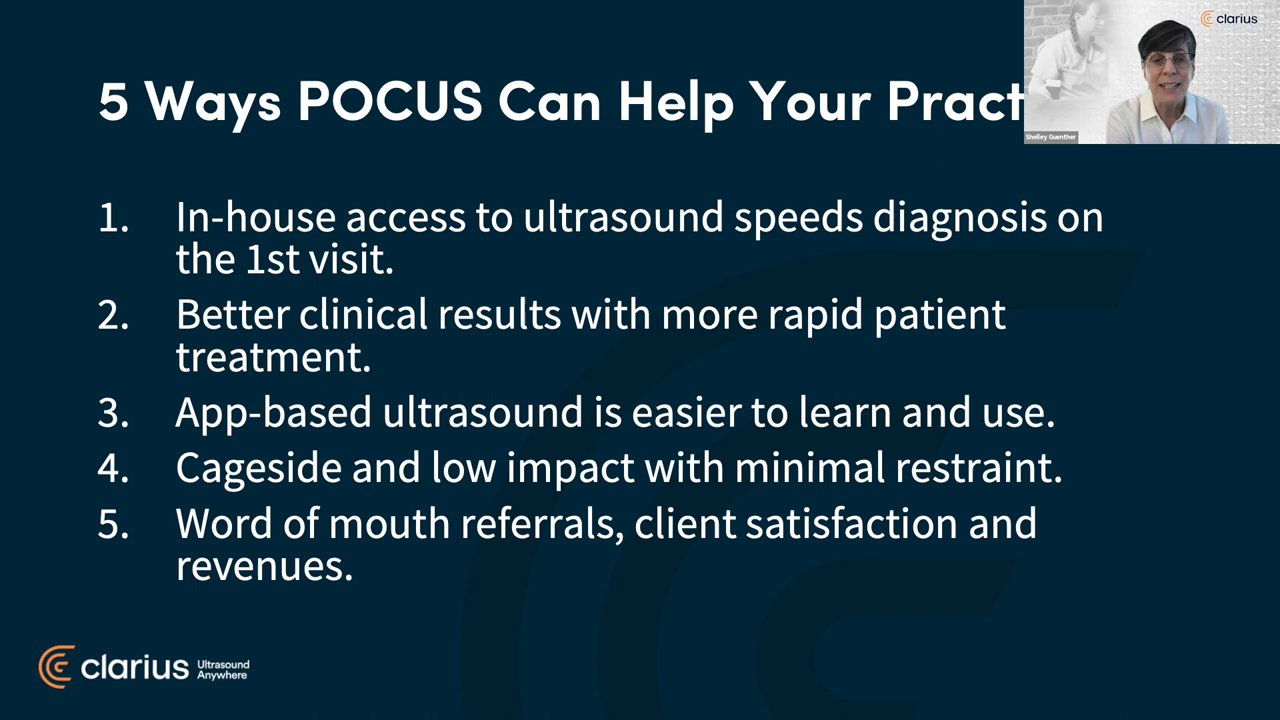 5 Ways POCUS Can Help Your Pract
clarius
Shelley Guenther
1. In-house access to ultrasound speeds diagnosis on
the 1st visit.
2. Better clinical results with more rapid patient
treatment.
3. App-based ultrasound is easier to learn and use.
4. Cageside and low impact with minimal restraint.
5. Word of mouth referrals, client satisfaction and
revenues.
clarius Ultrasound
Anywhere